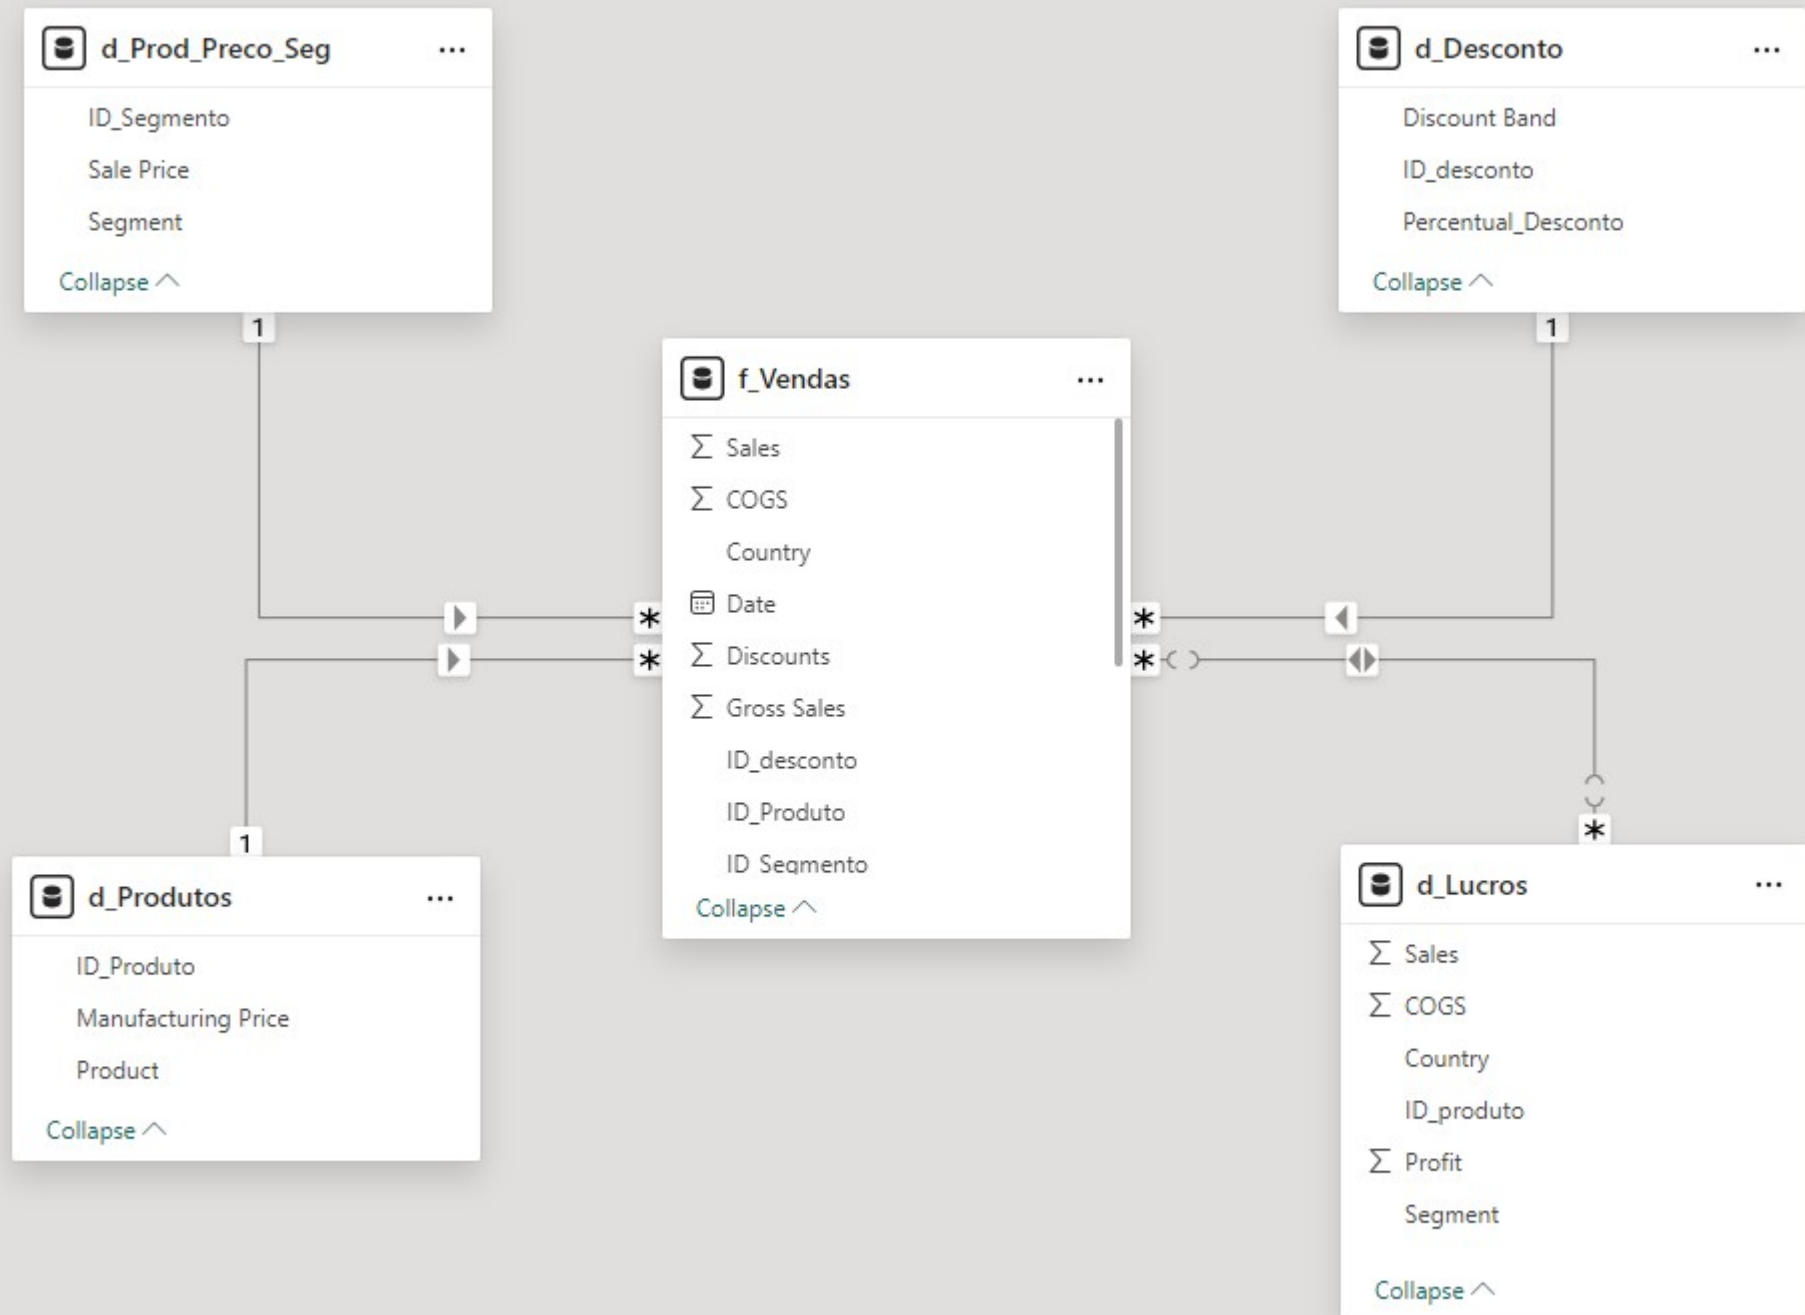 d_Prod_Preco_Seg ...
ID_Segmento
Sale Price
Segment
Collapse
1
d_Desconto ...
Discount Band
ID_desconto
Percentual_Desconto
Collapse
1
f_Vendas ...
Σ Sales
Σ COGS
Country
Date
Σ Discounts
Σ Gross Sales
ID_desconto
ID_Produto
ID_Segmento
Collapse
* *
* *
1
d_Produtos ...
ID_Produto
Manufacturing Price
Product
Collapse
*
d_Lucros ...
Σ Sales
Σ COGS
Country
ID_produto
Σ Profit
Segment
Collapse